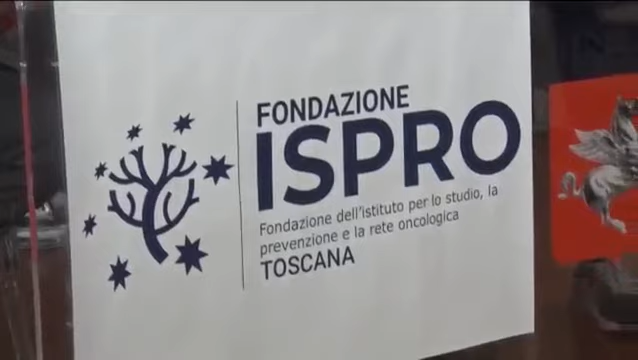 FONDAZIONE
ISPRO
Fondazione dell'istituto per lo studio, la
prevenzione e la rete oncologica
TOSCANA